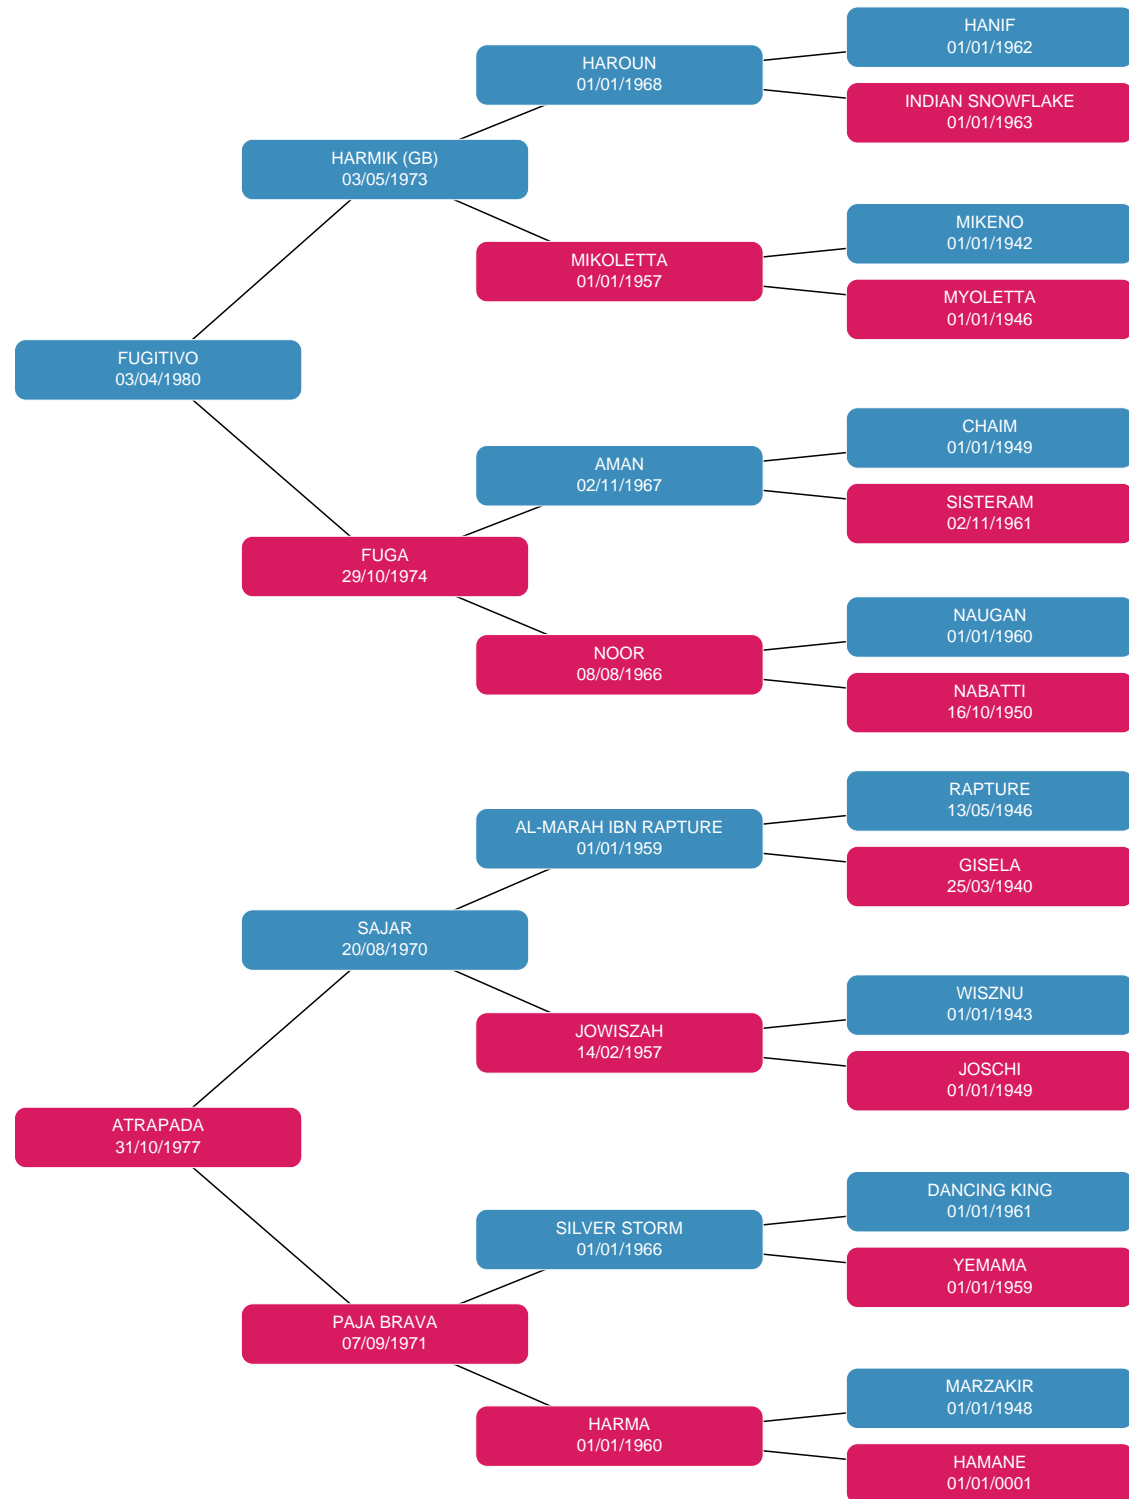 HANIF
01/01/1962
HAROUN
01/01/1968
INDIAN SNOWFLAKE
01/01/1963
HARMIK (GB)
03/05/1973
MIKENO
01/01/1942
MIKOLETTA
01/01/1957
MYOLETTA
01/01/1946
FUGITIVO
03/04/1980
CHAIM
01/01/1949
AMAN
02/11/1967
SISTERAM
02/11/1961
FUGA
29/10/1974
NAUGAN
01/01/1960
NOOR
08/08/1966
NABATTI
16/10/1950
RAPTURE
13/05/1946
AL-MARAH IBN RAPTURE
01/01/1959
GISELA
25/03/1940
SAJAR
20/08/1970
WISZNU
01/01/1943
JOWISZAH
14/02/1957
JOSCHI
01/01/1949
ATRAPADA
31/10/1977
DANCING KING
01/01/1961
SILVER STORM
01/01/1966
YEMAMA
01/01/1959
PAJA BRAVA
07/09/1971
MARZAKIR
01/01/1948
HARMA
01/01/1960
HAMANE
01/01/0001